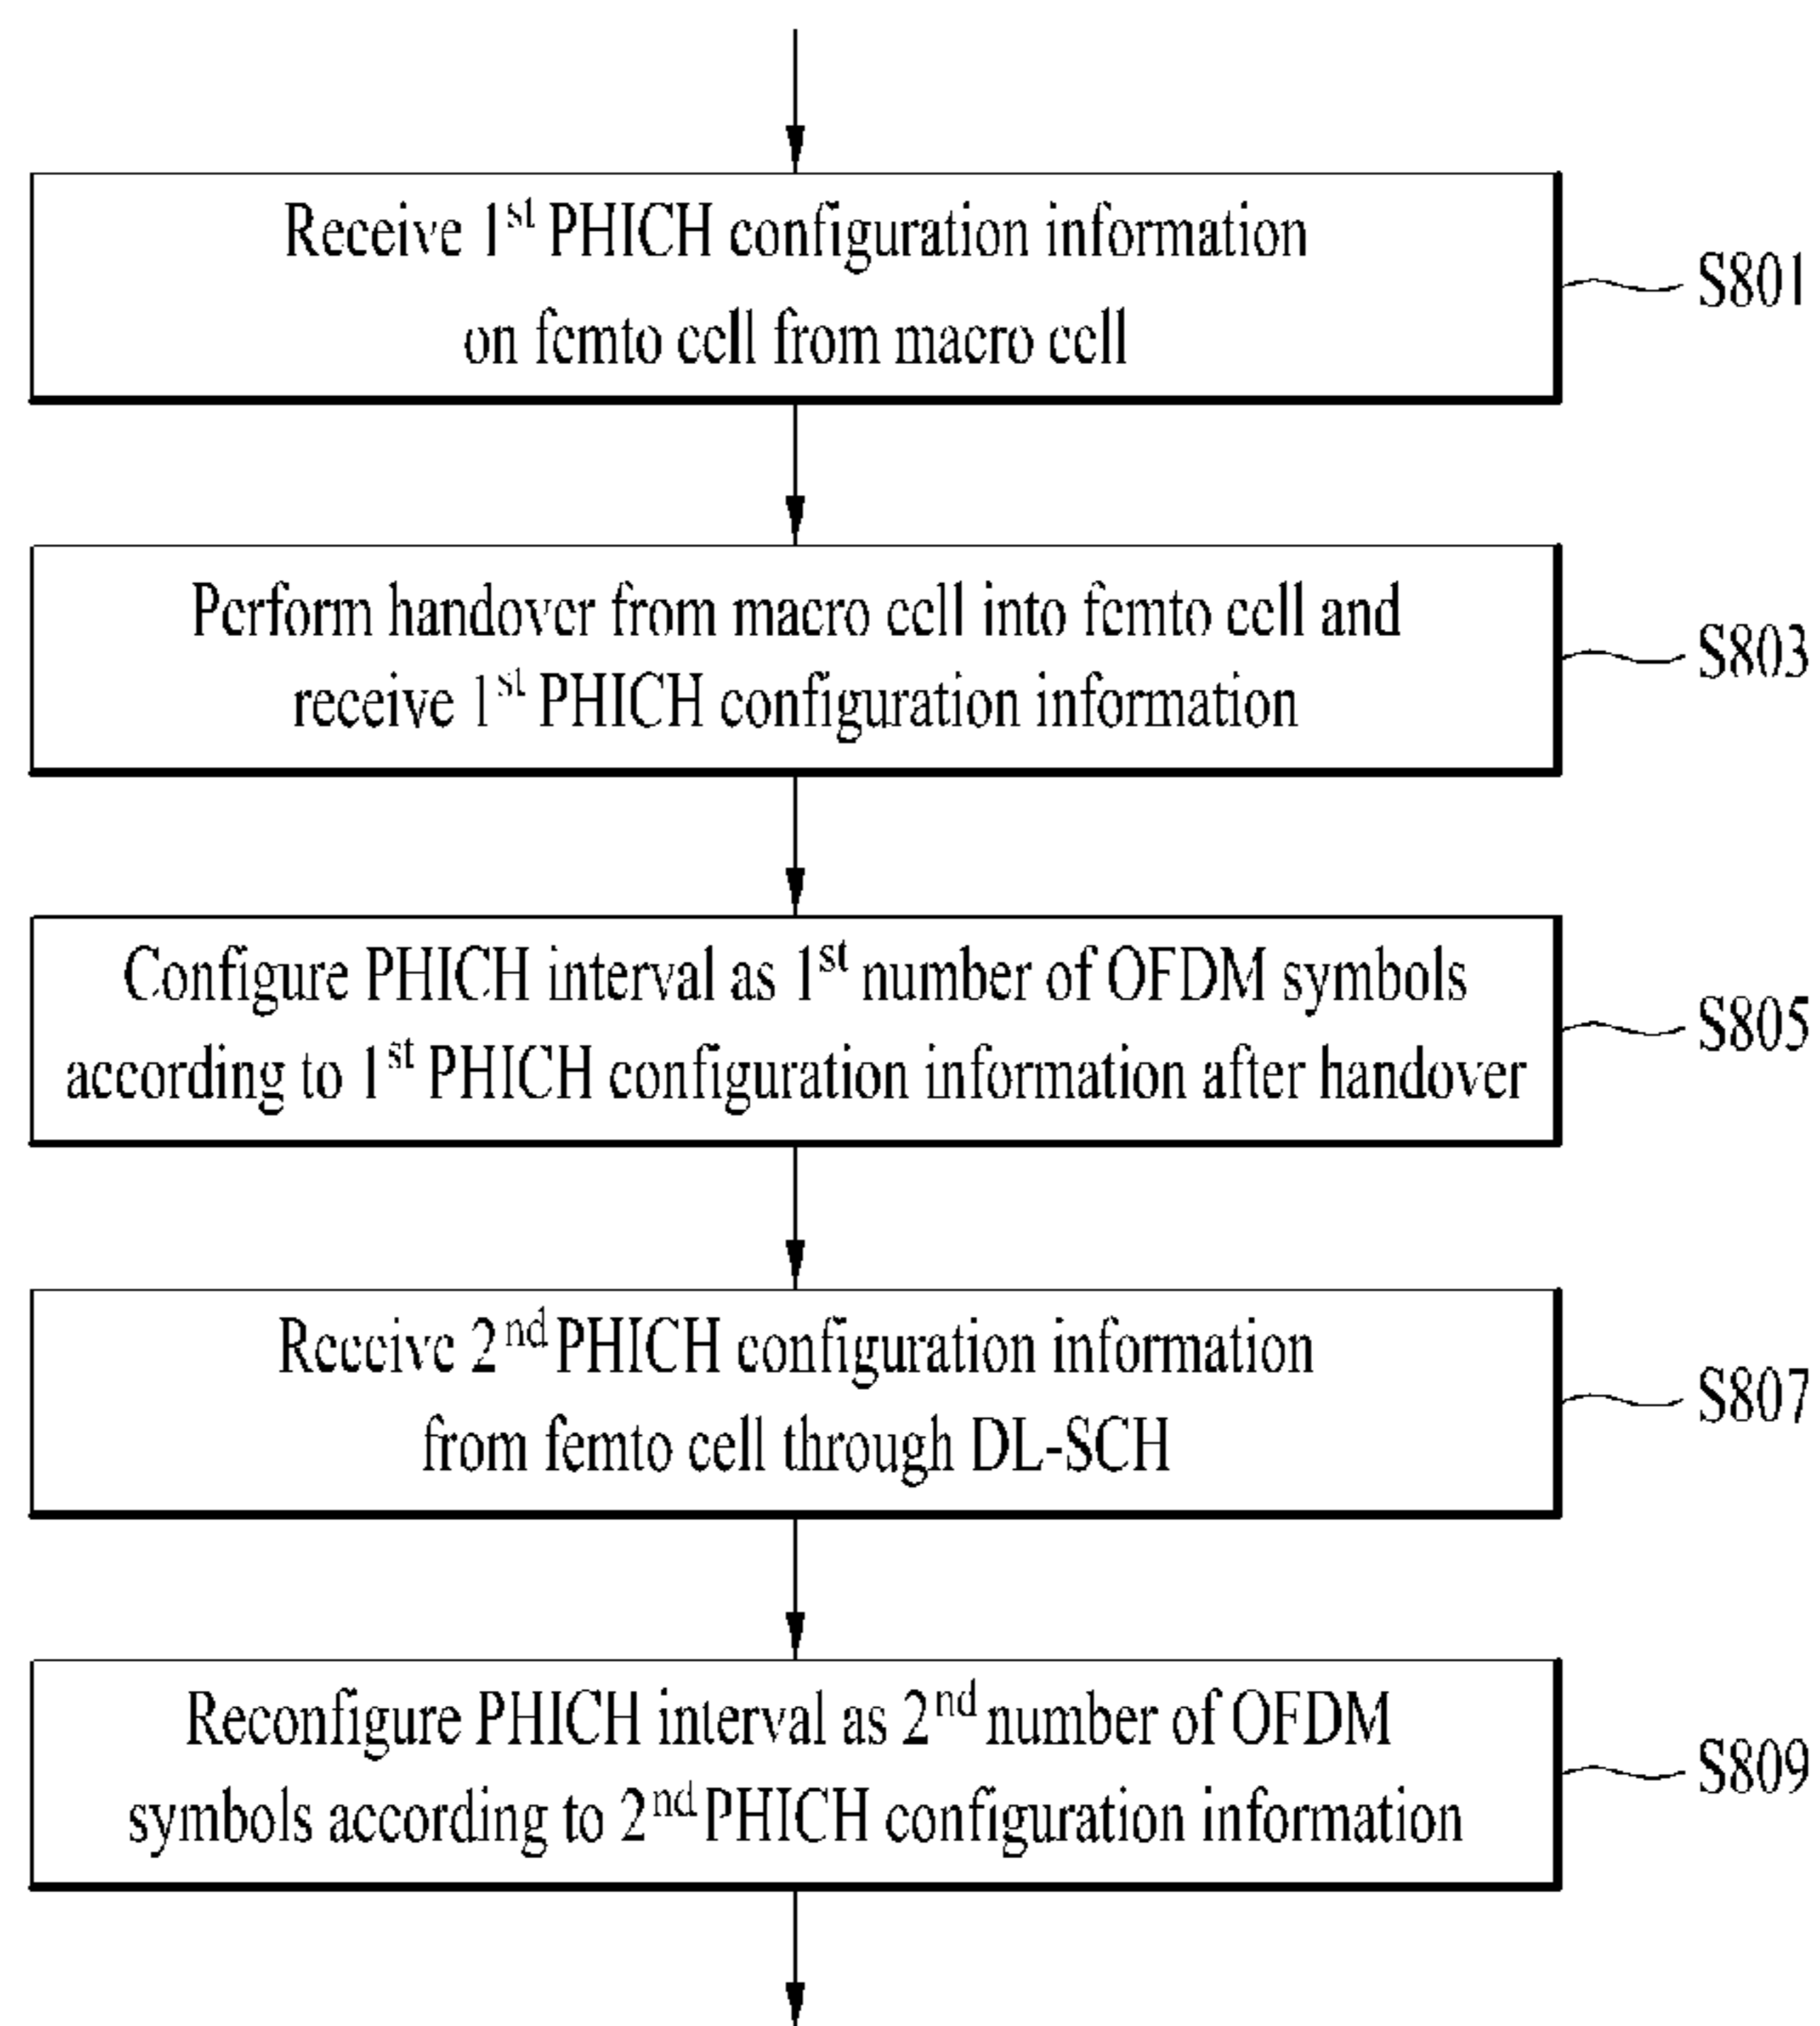 Receive 1st PHICH configuration information
on femto cell from macro cell
S801
Perform handover from macro cell into femto cell and
receive 1st PHICH configuration information
S803
Configure PHICH interval as 1st number of OFDM symbols
according to 1st PHICH configuration information after handover
S805
Receive 2nd PHICH configuration information
from femto cell through DL-SCH
S807
Reconfigure PHICH interval as 2nd number of OFDM
symbols according to 2nd PHICH configuration information
S809